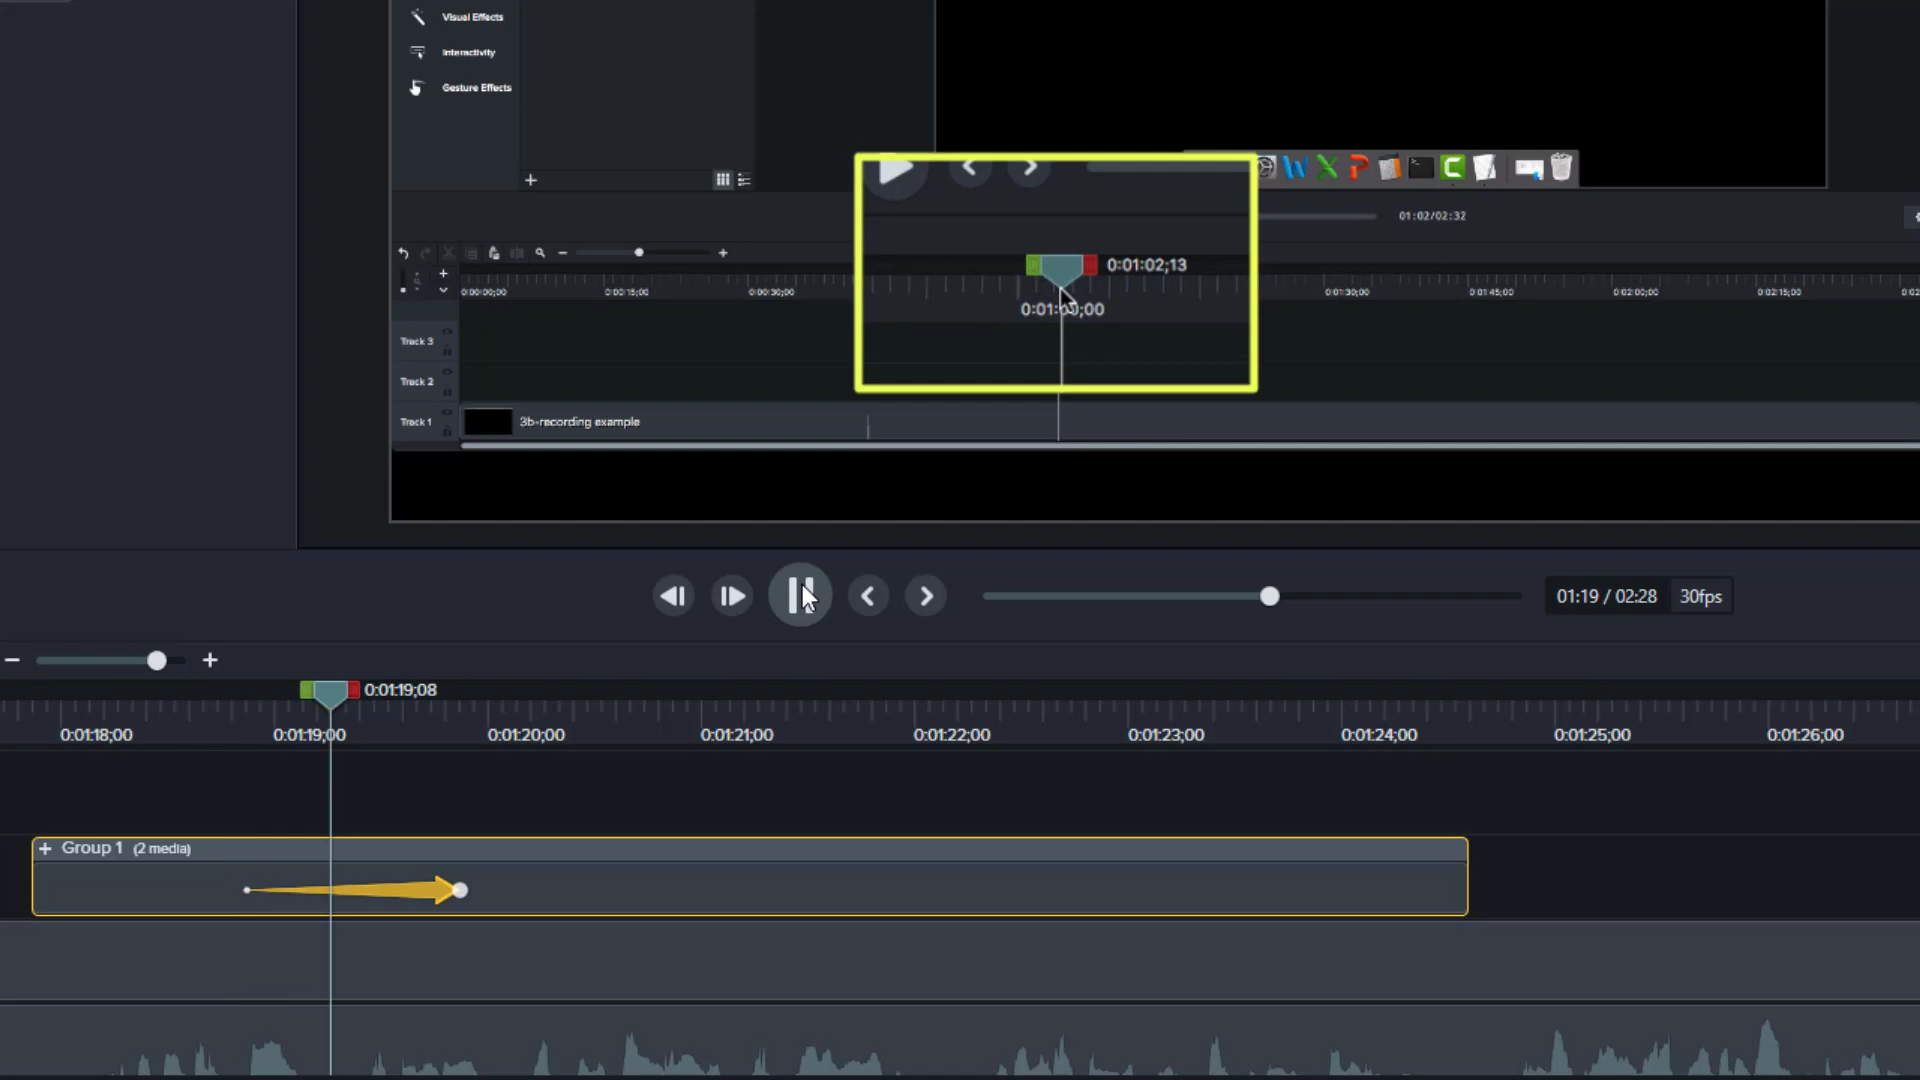 Visual Effects
Interactivity
Gesture Effects
01:02/02:32
0:01:02;13
0:00:00;00 0:00:15;00 0:00:30;00 0:01:00;00 0:01:30;00 0:01:45;00 0:02:00;00 0:02:15;00
Track 3
Track 2
Track 1 3b-recording example
01:19 / 02:28 30fps
0:01:19;08
0:01:18;00 0:01:19;00 0:01:20;00 0:01:21;00 0:01:22;00 0:01:23;00 0:01:24;00 0:01:25;00 0:01:26;00
Group 1 (2 media)